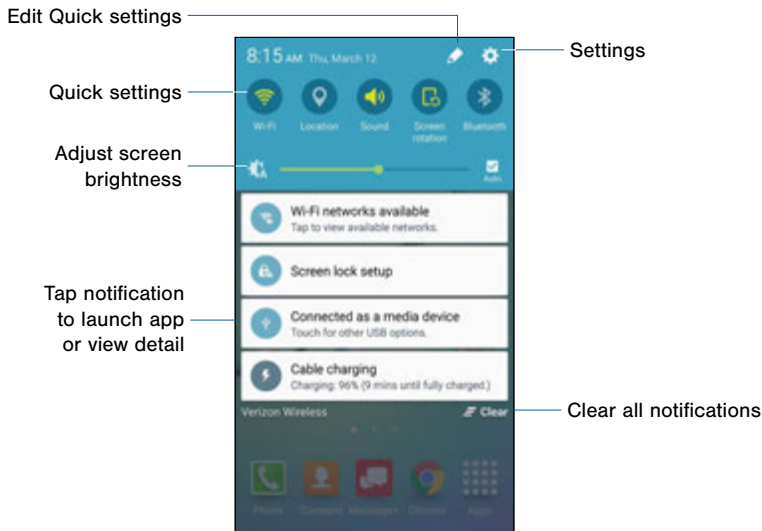 Edit Quick settings
8:15 AM Thu, March 12
Settings
Quick settings
Wi-Fi
Location
Sound
Screen
rotation
Bluetooth
Adjust screen
brightness
Auto
Wi-Fi networks available
Tap to view available networks.
Screen lock setup
Tap notification
to launch app
or view detail
Connected as a media device
Touch for other USB options.
Cable charging
Charging: 96% (9 mins until fully charged.)
Verizon Wireless
Clear
Clear all notifications
Phone
Contacts
Messages
Chrome
Apps